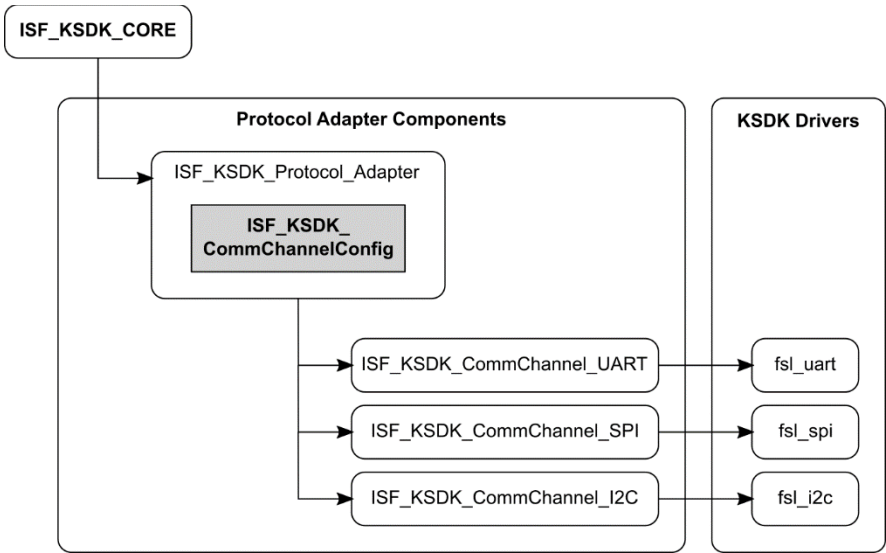 ISF_KSDK_CORE
Protocol Adapter Components
KSDK Drivers
ISF_KSDK_Protocol_Adapter
ISF_KSDK_
CommChannelConfig
ISF_KSDK_CommChannel_UART
fsl_uart
ISF_KSDK_CommChannel_SPI
fsl_spi
ISF_KSDK_CommChannel_I2C
fsl_i2c